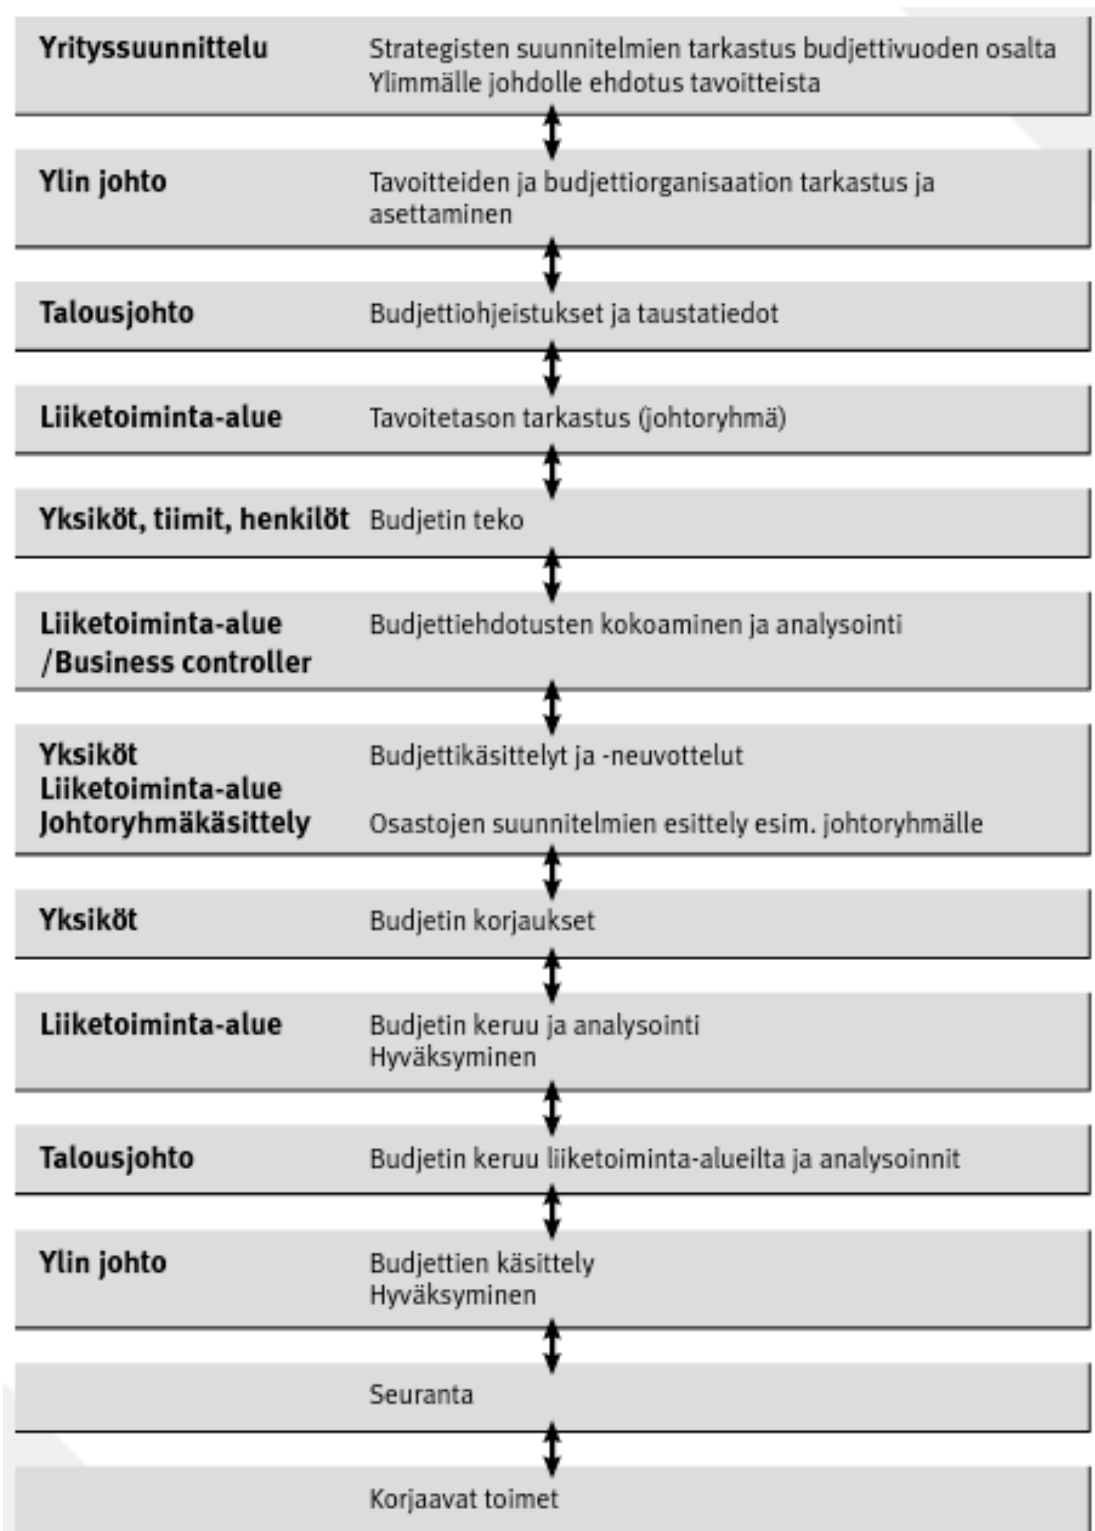 Yrityssuunnittelu Strategisten suunnitelmien tarkastus budjettivuoden osalta
Ylimmälle johdolle ehdotus tavoitteista
Ylin johto Tavoitteiden ja budjettiorganisaation tarkastus ja
asettaminen
Talousjohto Budjettiohjeistukset ja taustatiedot
Liiketoiminta-alue Tavoitetason tarkastus (johtoryhmä)
Yksiköt, tiimit, henkilöt Budjetin teko
Liiketoiminta-alue Budjettiehdotusten kokoaminen ja analysointi
/Business controller
Yksiköt Budjettikäsittelyt ja -neuvottelut
Liiketoiminta-alue
Johtoryhmäkäsittely Osastojen suunnitelmien esittely esim. johtoryhmälle
Yksiköt Budjetin korjaukset
Liiketoiminta-alue Budjetin keruu ja analysointi
Hyväksyminen
Talousjohto Budjetin keruu liiketoiminta-alueilta ja analysoinnit
Ylin johto Budjettien käsittely
Hyväksyminen
Seuranta
Korjaavat toimet